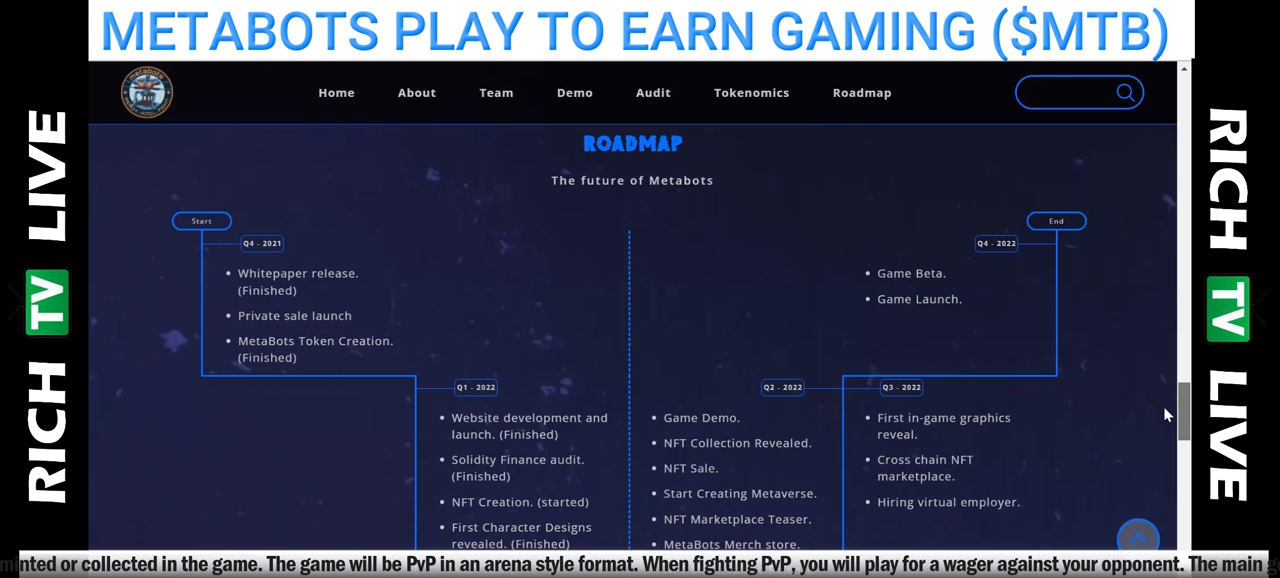 METABOTS PLAY TO EARN GAMING ($MTB)
Home
About
Team
Demo
Audit
Tokenomics
Roadmap
ROADMAP
The future of Metabots
Start
End
Q4 - 2021
Whitepaper release.
(Finished)
Private sale launch
MetaBots Token Creation.
(Finished)
Q4 - 2022
Game Beta.
Game Launch.
Q1 - 2022
Website development and
launch. (Finished)
Solidity Finance audit.
(Finished)
NFT Creation. (started)
First Character Designs
revealed. (Finished)
Q2 - 2022
Game Demo.
NFT Collection Revealed.
NFT Sale.
Start Creating Metaverse.
NFT Marketplace Teaser.
MetaBots Merch store.
Q3 - 2022
First in-game graphics
reveal.
Cross chain NFT
marketplace.
Hiring virtual employer.
RICH TV LIVE
RICH TV LIVE
minted or collected in the game. The game will be PvP in an arena style format. When fighting PvP, you will play for a wager against your opponent. The main